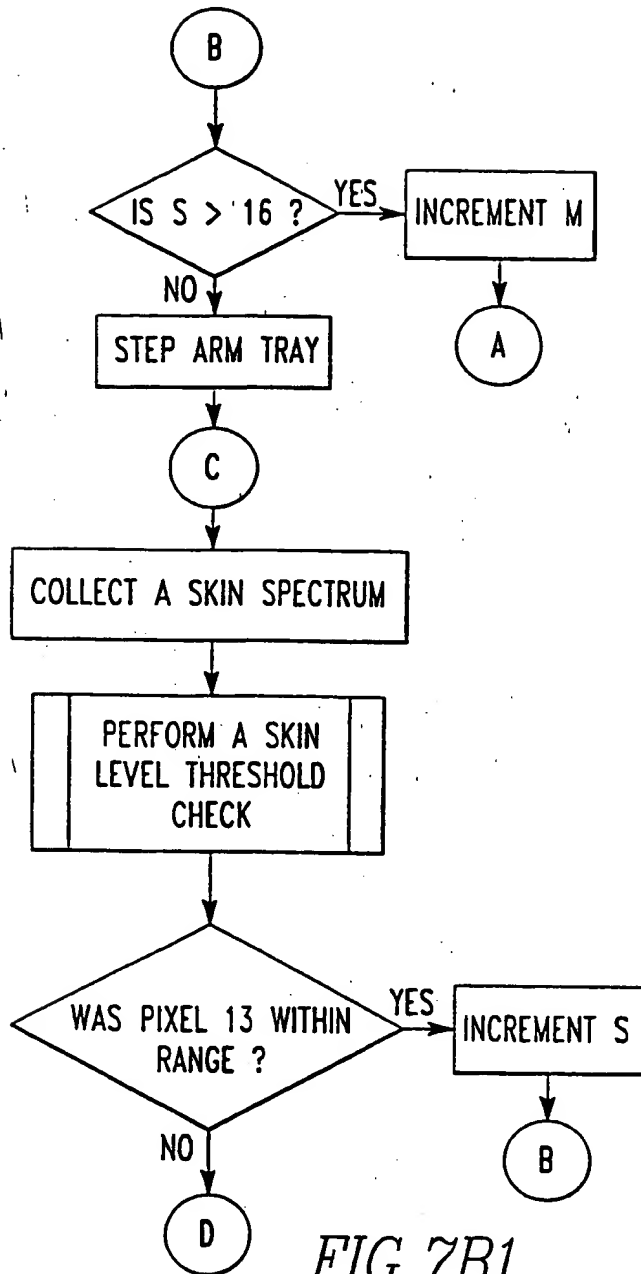 B
IS S > 16 ?
YES
INCREMENT M
NO
A
STEP ARM TRAY
C
COLLECT A SKIN SPECTRUM
PERFORM A SKIN
LEVEL THRESHOLD
CHECK
WAS PIXEL 13 WITHIN
RANGE ?
YES
INCREMENT S
NO
B
D
FIG. 7B1